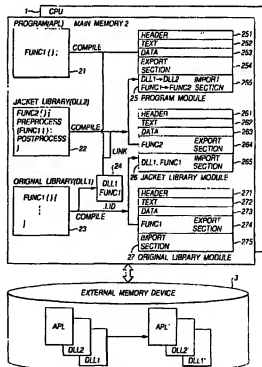 1 CPU
PROGRAM(APL) MAIN MEMORY 2
FUNC1();
COMPILE
21
HEADER 251
TEXT 252
DATA 253
EXPORT SECTION 254
DLL1→DLL2 IMPORT
FUNC1→FUNC2 SECTION 255
25 PROGRAM MODULE
JACKET LIBRARY(DLL2)
FUNC2(){
PREPROCESS
(FUNC1();
POSTPROCESS
}
22
COMPILE
LINK
HEADER 261
TEXT 262
DATA 263
FUNC2 EXPORT SECTION 264
DLL1, FUNC1 IMPORT SECTION 265
26 JACKET LIBRARY MODULE
24
DLL1
FUNC1
ORIGNAL LIBRARY(DLL1)
FUNC1(){
}
23
COMPILE
HEADER 271
TEXT 272
DATA 273
FUNC1 EXPORT SECTION 274
IMPORT SECTION 275
27 ORIGINAL LIBRARY MODULE
3
EXTERNAL MEMORY DEVICE
APL
DLL2
DLL1
APL'
DLL2'
DLL1'